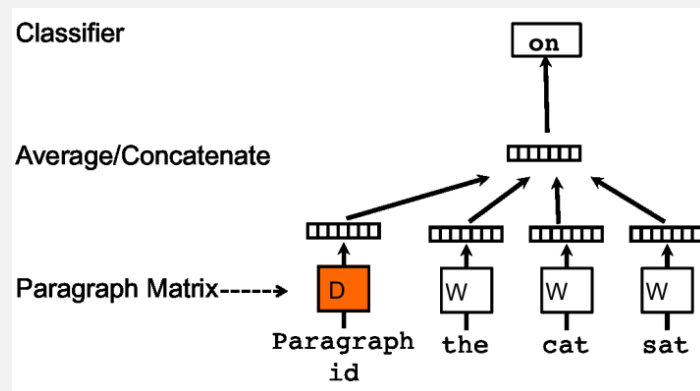 Classifier
on
Average/Concatenate
Paragraph Matrix
D
W
W
W
Paragraph
id
the
cat
sat